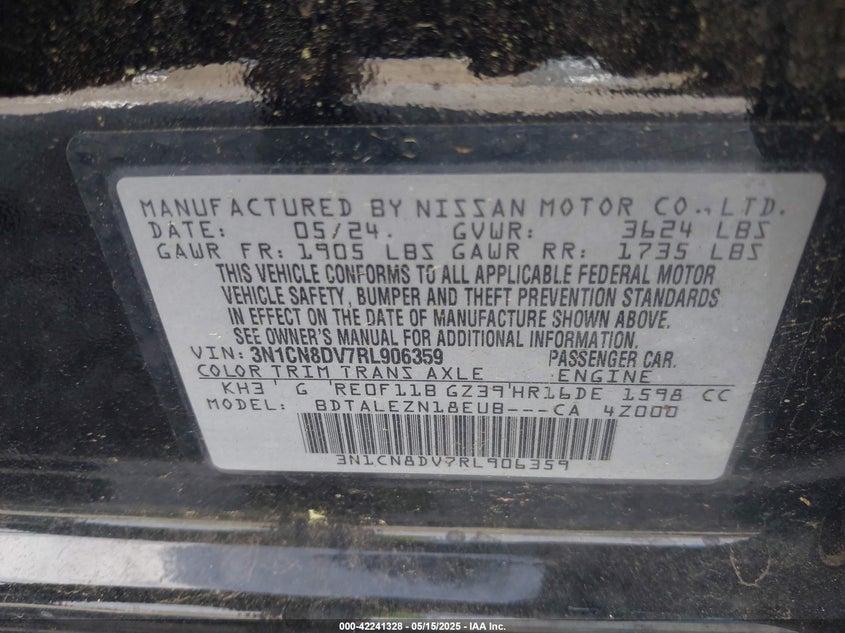 MANUFACTURED BY NISSAN MOTOR CO., LTD.
DATE: 05/24. GVWR: 3624 LBS
GAWR FR: 1905 LBS GAWR RR: 1735 LBS
THIS VEHICLE CONFORMS TO ALL APPLICABLE FEDERAL MOTOR
VEHICLE SAFETY, BUMPER AND THEFT PREVENTION STANDARDS
IN EFFECT ON THE DATE OF MANUFACTURE SHOWN ABOVE.
SEE OWNER'S MANUAL FOR ADDITIONAL INFORMATION.
VIN: 3N1CN8DV7RL906359 PASSENGER CAR.
COLOR TRIM TRANS AXLE ENGINE
KH3 G RE0F11B GZ39 HR16DE 1598 CC
MODEL: BDTALEZN18EUB---CA 4Z000
3N1CN8DV7RL906359
000-42241328 - 05/15/2025 - IAA Inc.